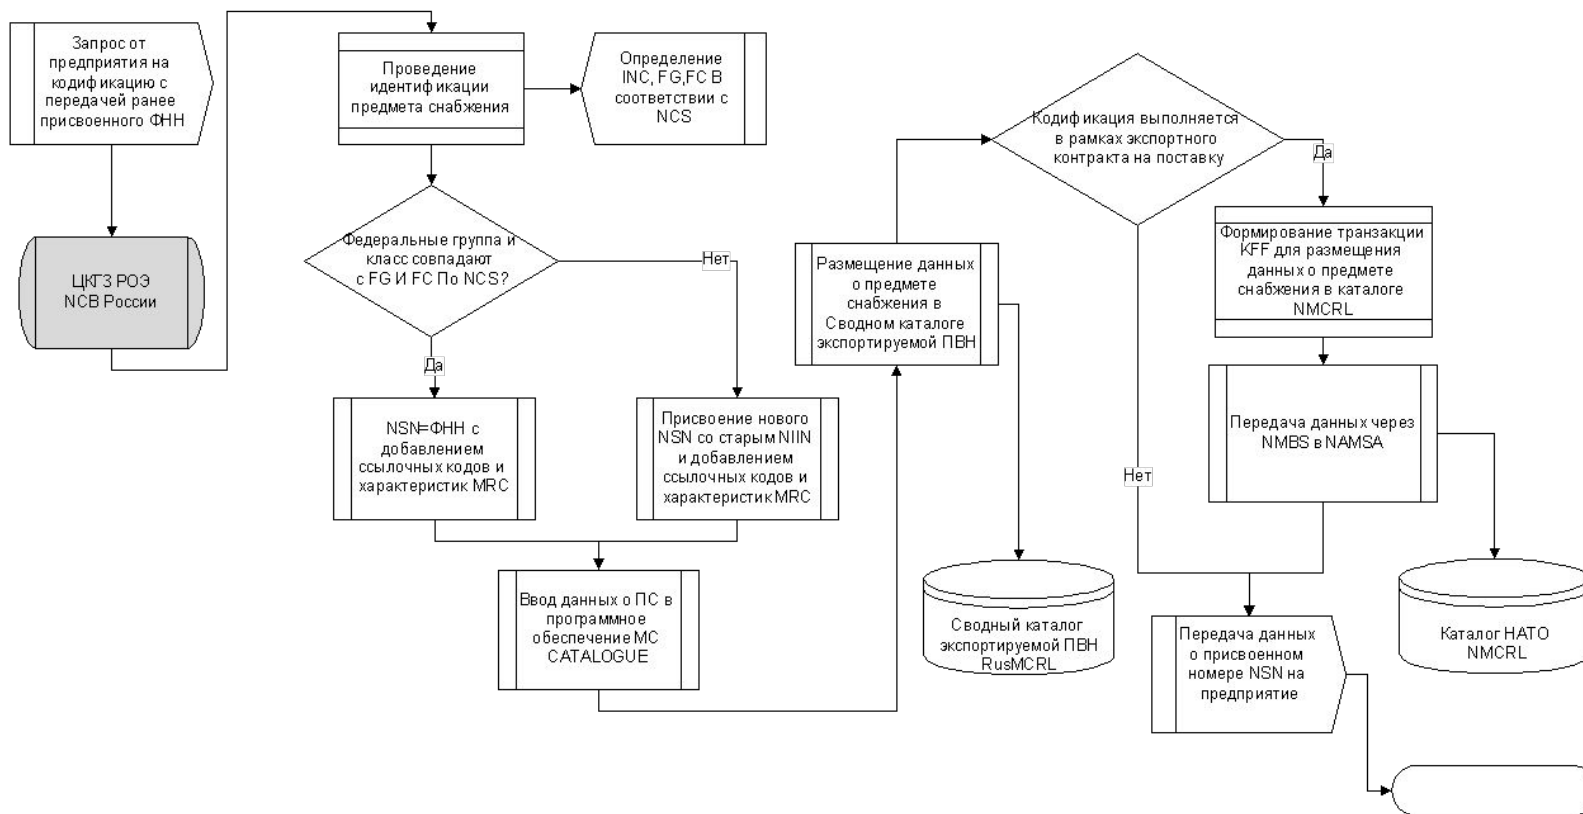 Запрос от
предприятия на
кодификацию с
передачей ранее
присвоенного ФНН
ЦКГЗ РОЭ
NCB России
Проведение
идентификации
предмета снабжения
Определение
INC, FG,FC В
соответствии с
NCS
Федеральные группа и
класс совпадают
с FG И FC По NCS?
Нет
Да
NSN=ФНН с
добавлением
ссылочных кодов и
характеристик MRC
Присвоение нового
NSN со старым NIIN
и добавлением
ссылочных кодов и
характеристик MRC
Ввод данных о ПС в
программное
обеспечение MC
CATALOGUE
Размещение данных
о предмете
снабжения в
Сводном каталоге
экспортируемой ПВН
Сводный каталог
экспортируемой ПВН
RusMCRL
Кодификация выполняется
в рамках экспортного
контракта на поставку
Да
Нет
Формирование транзакции
KFF для размещения
данных о предмете
снабжения в каталоге
NMCRL
Передача данных через
NMBS в NAMSA
Каталог НАТО
NMCRL
Передача данных
о присвоенном
номере NSN на
предприятие